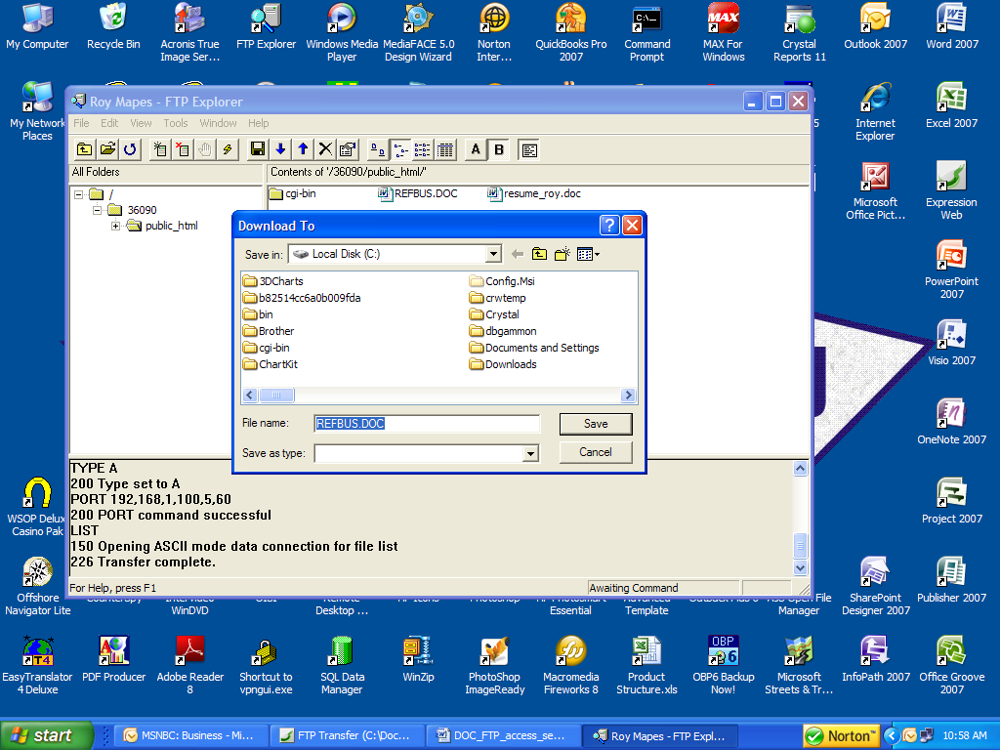 My Computer
Recycle Bin
Acronis True
Image Ser...
FTP Explorer
Windows Media
Player
MediaFACE 5.0
Design Wizard
Norton
Inter...
QuickBooks Pro
2007
C:\
Command
Prompt
MAX
MAX For
Windows
Crystal
Reports 11
Outlook 2007
Word 2007
My Network
Places
Internet
Explorer
Excel 2007
Microsoft
Office Pict...
Expression
Web
PowerPoint
2007
Visio 2007
OneNote 2007
Project 2007
Roy Mapes - FTP Explorer
File Edit View Tools Window Help
A B
All Folders
Contents of '/36090/public_html/'
/
36090
public_html
cgi-bin
REFBUS.DOC
resume_roy.doc
Download To
Save in:
Local Disk (C:)
3DCharts
b82514cc6a0b009fda
bin
Brother
cgi-bin
ChartKit
Config.Msi
crwtemp
Crystal
dbgammon
Documents and Settings
Downloads
File name:
REFBUS.DOC
Save
Save as type:
Cancel
TYPE A
200 Type set to A
PORT 192,168,1,100,5,60
200 PORT command successful
LIST
150 Opening ASCII mode data connection for file list
226 Transfer complete.
For Help, press F1
Awaiting Command
WSOP Delux
Casino Pak
Offshore
Navigator Lite
WinDVD
Desktop ...
Essential
Template
File
Manager
SharePoint
Designer 2007
Publisher 2007
T4
EasyTranslator
4 Deluxe
PDF Producer
Adobe Reader
8
Shortcut to
vpngui.exe
SQL Data
Manager
WinZip
PhotoShop
ImageReady
Macromedia
Fireworks 8
Product
Structure.xls
OBP
6
OBP6 Backup
Now!
Microsoft
Streets & Tr...
InfoPath 2007
Office Groove
2007
start
MSNBC: Business - Mi...
FTP Transfer (C:\Doc...
DOC_FTP_access_se...
Roy Mapes - FTP Expl...
Norton™
10:58 AM